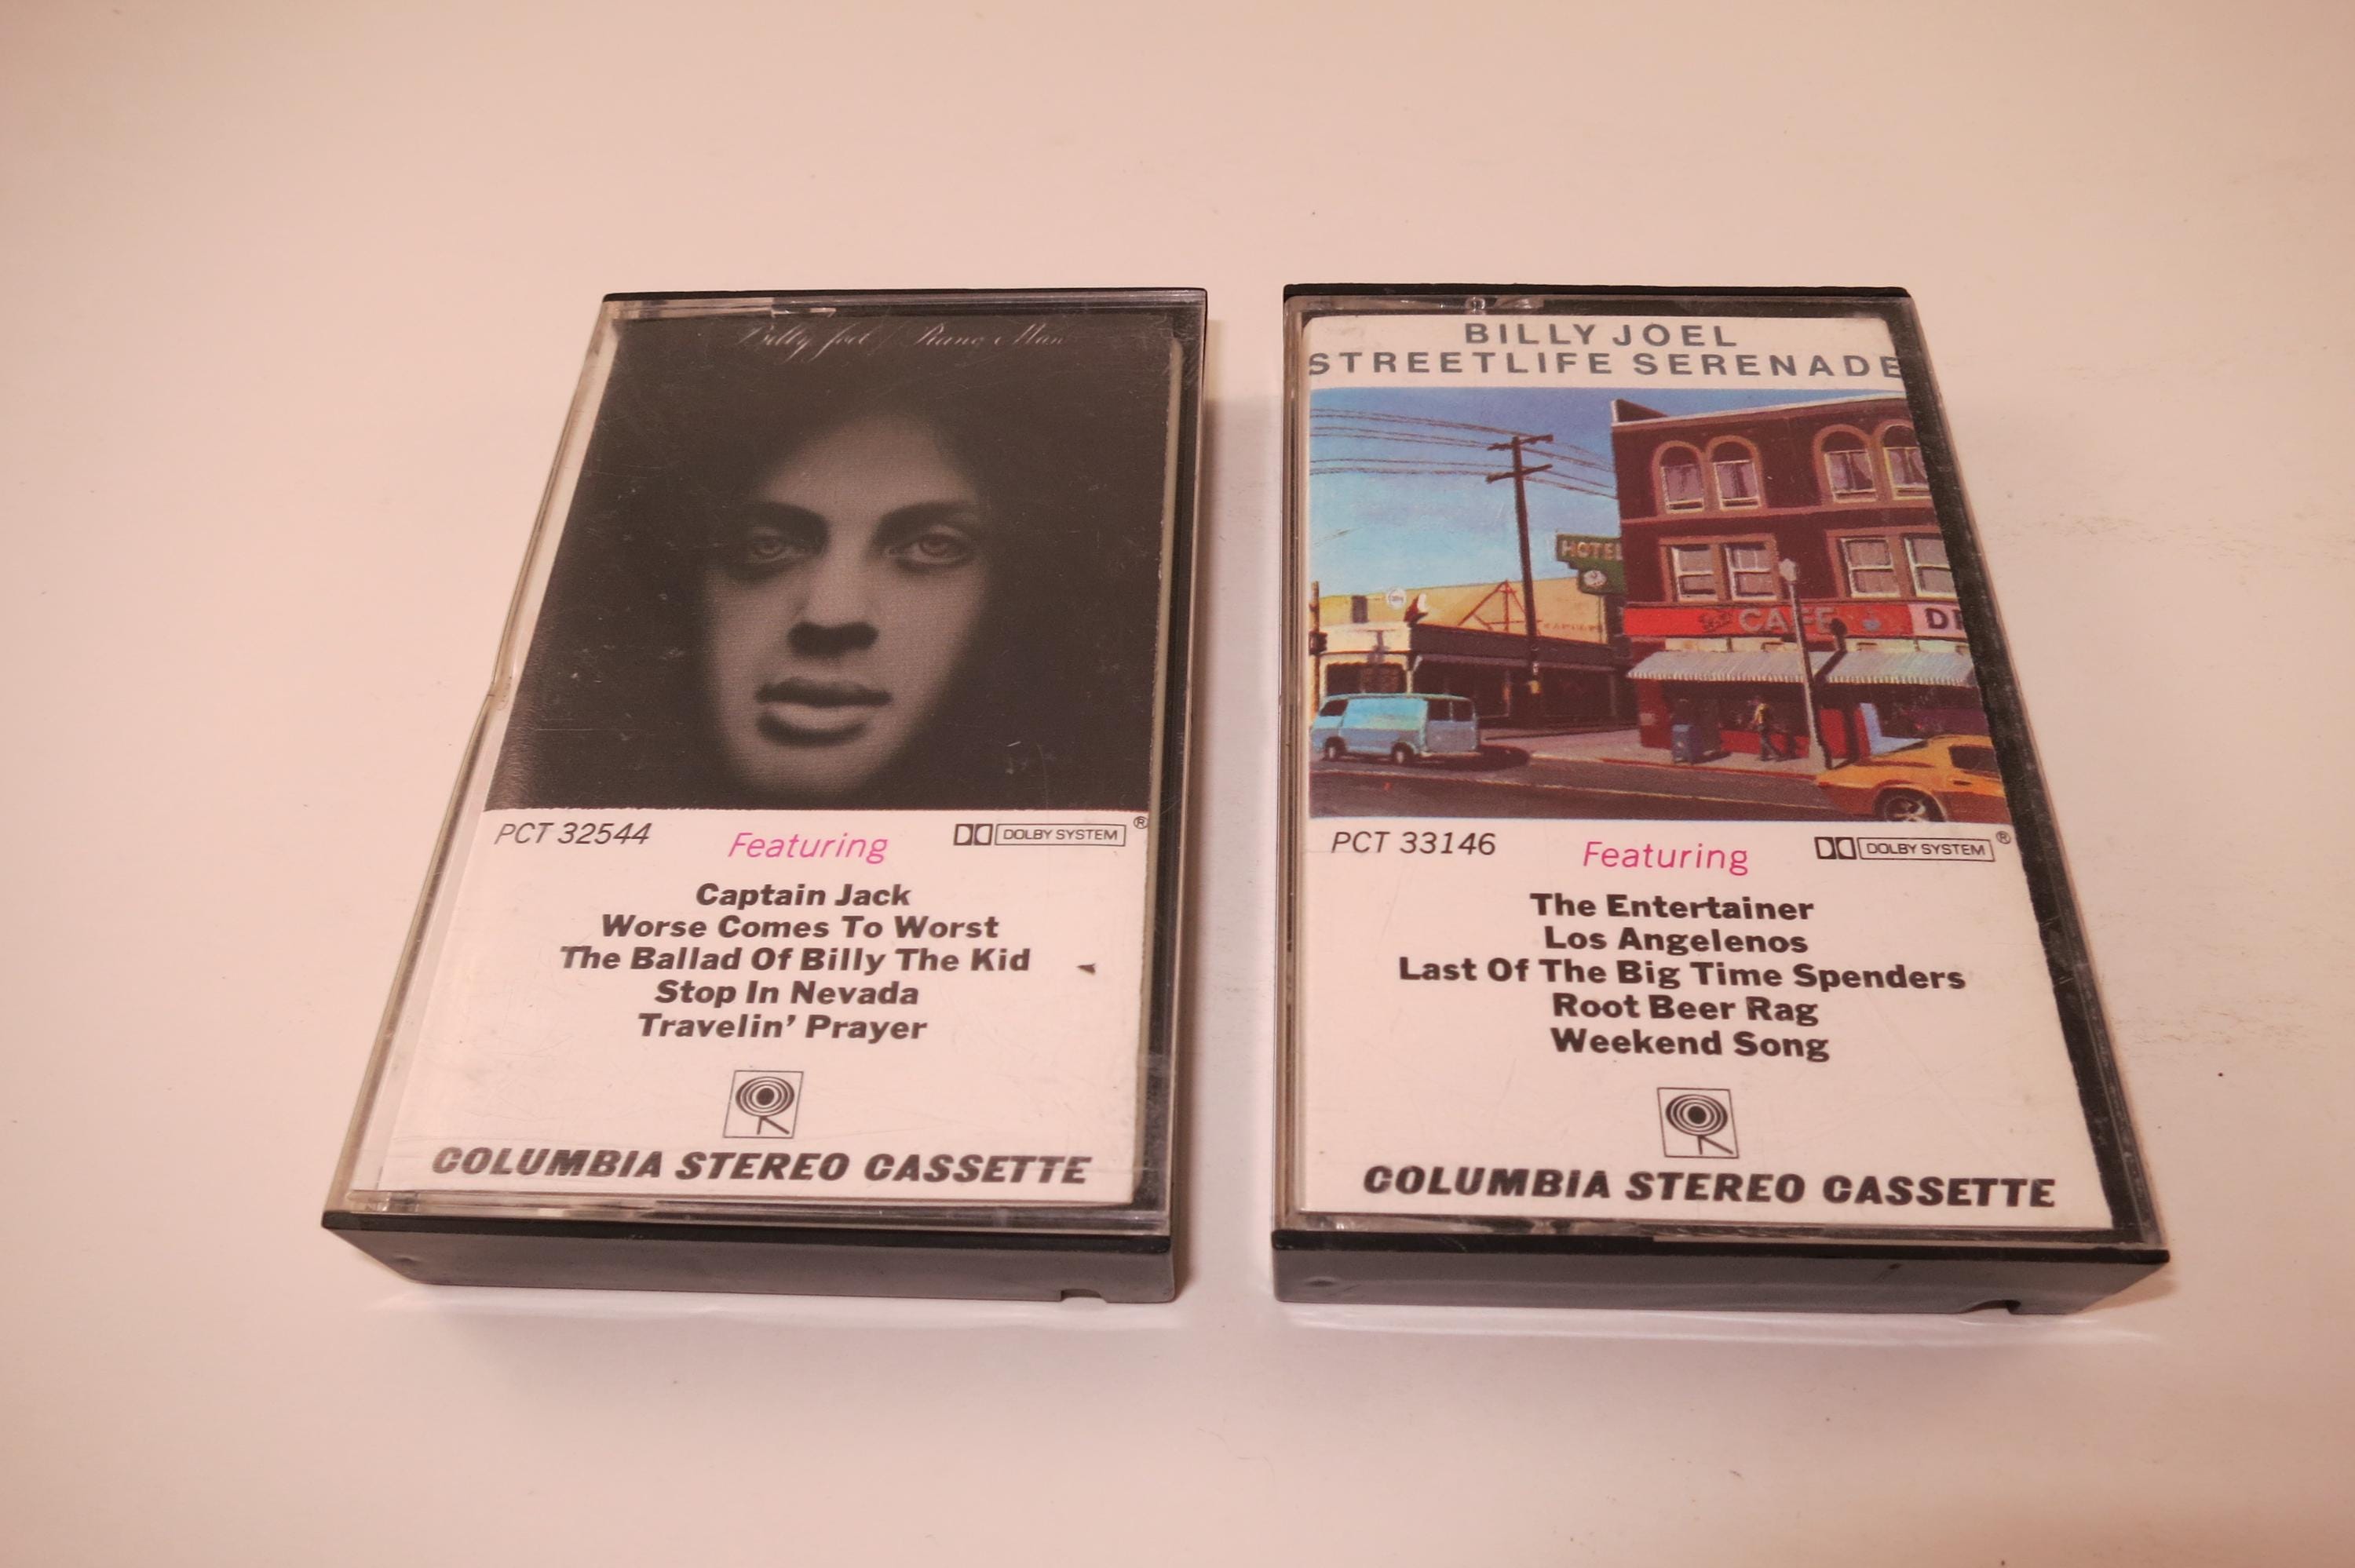 Billy Joel / Piano Man
PCT 32544
Featuring
DOLBY SYSTEM ®
Captain Jack
Worse Comes To Worst
The Ballad Of Billy The Kid
Stop In Nevada
Travelin' Prayer
COLUMBIA STEREO CASSETTE
BILLY JOEL
STREETLIFE SERENADE
HOTEL
CAFE
PCT 33146
Featuring
DOLBY SYSTEM ®
The Entertainer
Los Angelenos
Last Of The Big Time Spenders
Root Beer Rag
Weekend Song
COLUMBIA STEREO CASSETTE